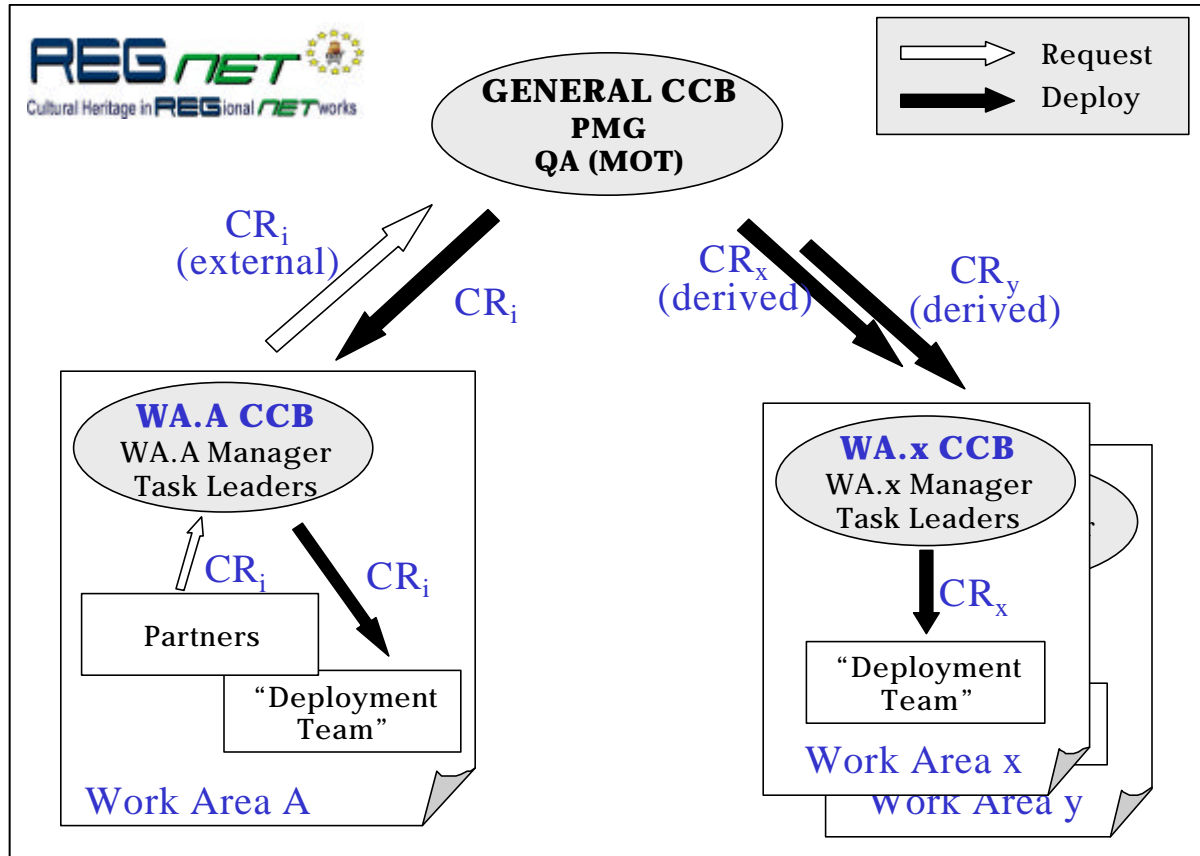 REGNET
Cultural Heritage in REGional NETworks
Request
Deploy
GENERAL CCB
PMG
QA (MOT)
CRi
(external)
CRi
CRx
(derived)
CRy
(derived)
WA.A CCB
WA.A Manager
Task Leaders
CRi
CRi
Partners
“Deployment
Team”
Work Area A
WA.x CCB
WA.x Manager
Task Leaders
r
CRx
“Deployment
Team”
Work Area x
Work Area y